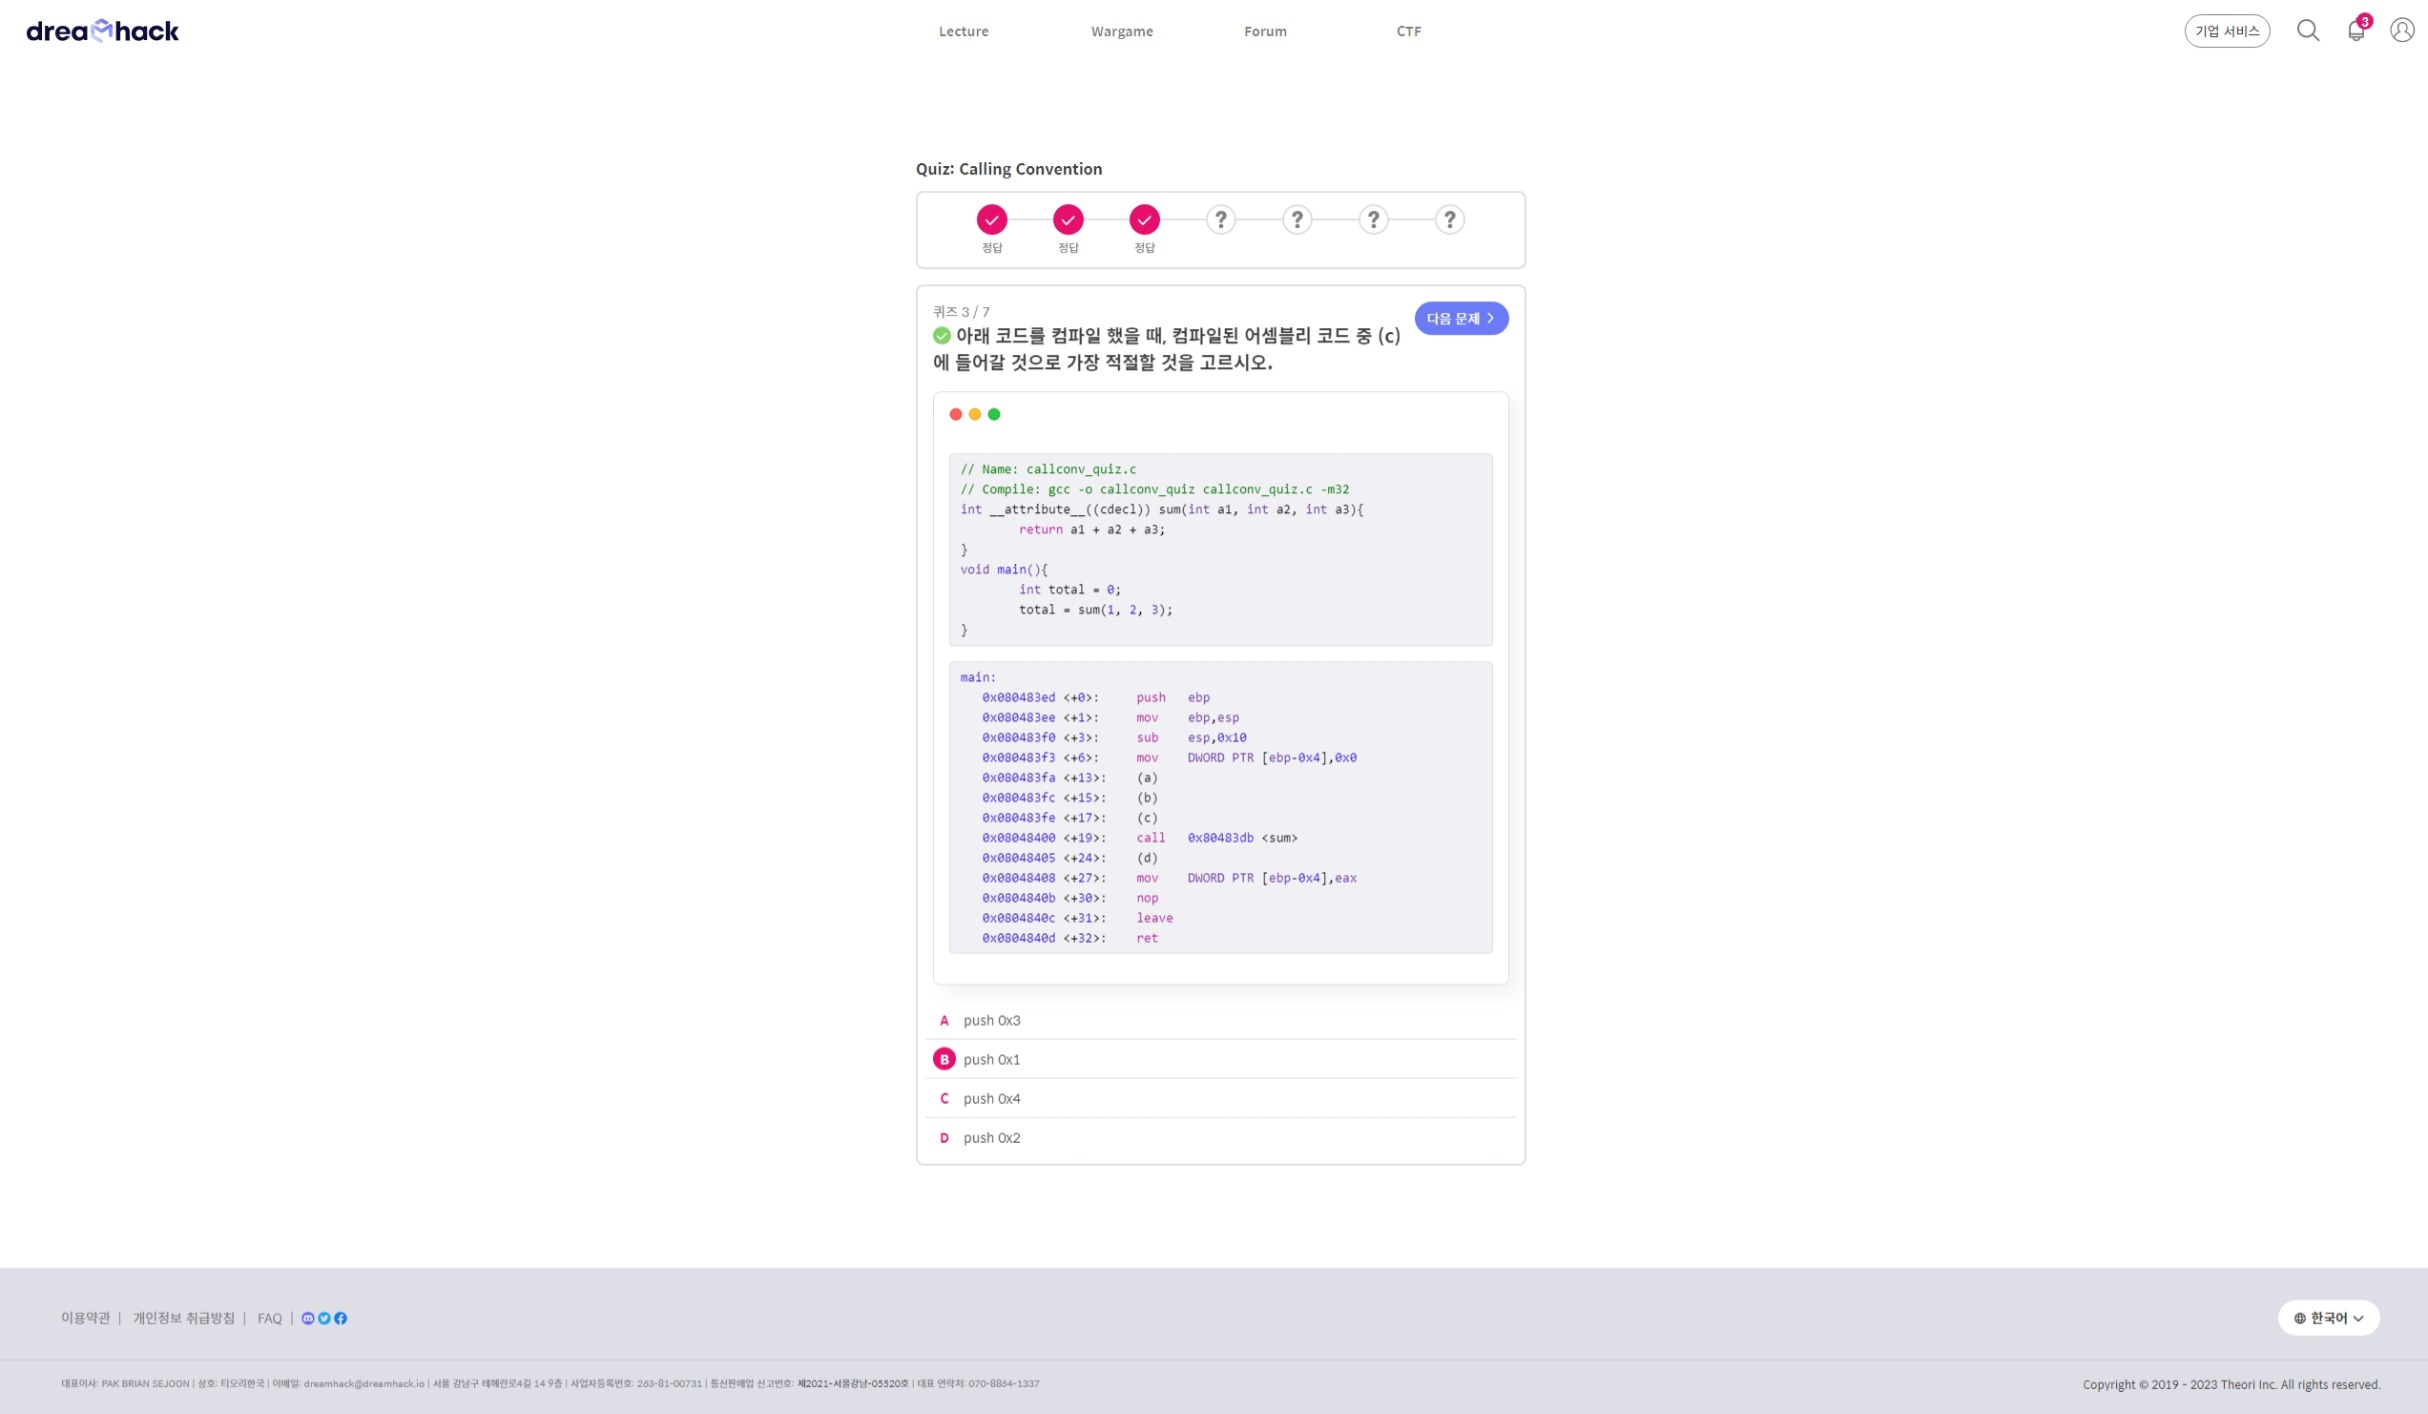 dreamhack
Lecture
Wargame
Forum
CTF
기업 서비스
3
Quiz: Calling Convention
정답
정답
정답
?
?
?
?
퀴즈 3 / 7
다음 문제
아래 코드를 컴파일 했을 때, 컴파일된 어셈블리 코드 중 (c)
에 들어갈 것으로 가장 적절할 것을 고르시오.
// Name: callconv_quiz.c
// Compile: gcc -o callconv_quiz callconv_quiz.c -m32
int __attribute__((cdecl)) sum(int a1, int a2, int a3){
return a1 + a2 + a3;
}
void main(){
int total = 0;
total = sum(1, 2, 3);
}
main:
0x080483ed <+0>: push ebp
0x080483ee <+1>: mov ebp,esp
0x080483f0 <+3>: sub esp,0x10
0x080483f3 <+6>: mov DWORD PTR [ebp-0x4],0x0
0x080483fa <+13>: (a)
0x080483fc <+15>: (b)
0x080483fe <+17>: (c)
0x08048400 <+19>: call 0x80483db <sum>
0x08048405 <+24>: (d)
0x08048408 <+27>: mov DWORD PTR [ebp-0x4],eax
0x0804840b <+30>: nop
0x0804840c <+31>: leave
0x0804840d <+32>: ret
A push 0x3
B push 0x1
C push 0x4
D push 0x2
이용약관 | 개인정보 취급방침 | FAQ |
한국어
대표이사: PAK BRIAN SEJOON | 상호: 티오리한국 | 이메일: dreamhack@dreamhack.io | 서울 강남구 테헤란로4길 14 9층 | 사업자등록번호: 263-81-00731 | 통신판매업 신고번호: 제2021-서울강남-05520호 | 대표 연락처: 070-8864-1337
Copyright © 2019 - 2023 Theori Inc. All rights reserved.